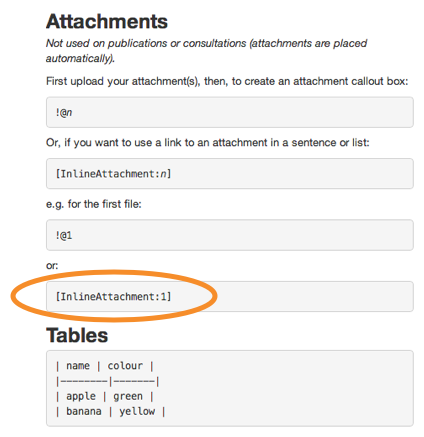 Attachments
Not used on publications or consultations (attachments are placed
automatically).
First upload your attachment(s), then, to create an attachment callout box:
!@n
Or, if you want to use a link to an attachment in a sentence or list:
[InlineAttachment:n]
e.g. for the first file:
!@1
or:
[InlineAttachment:1]
Tables
| name | colour |
|--------|-------|
| apple | green |
| banana | yellow |